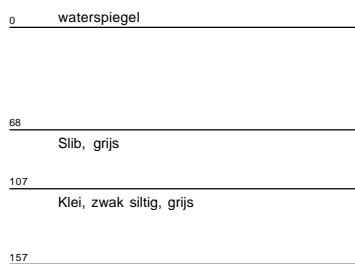 0 waterspiegel
68
Slib, grijs
107
Klei, zwak siltig, grijs
157